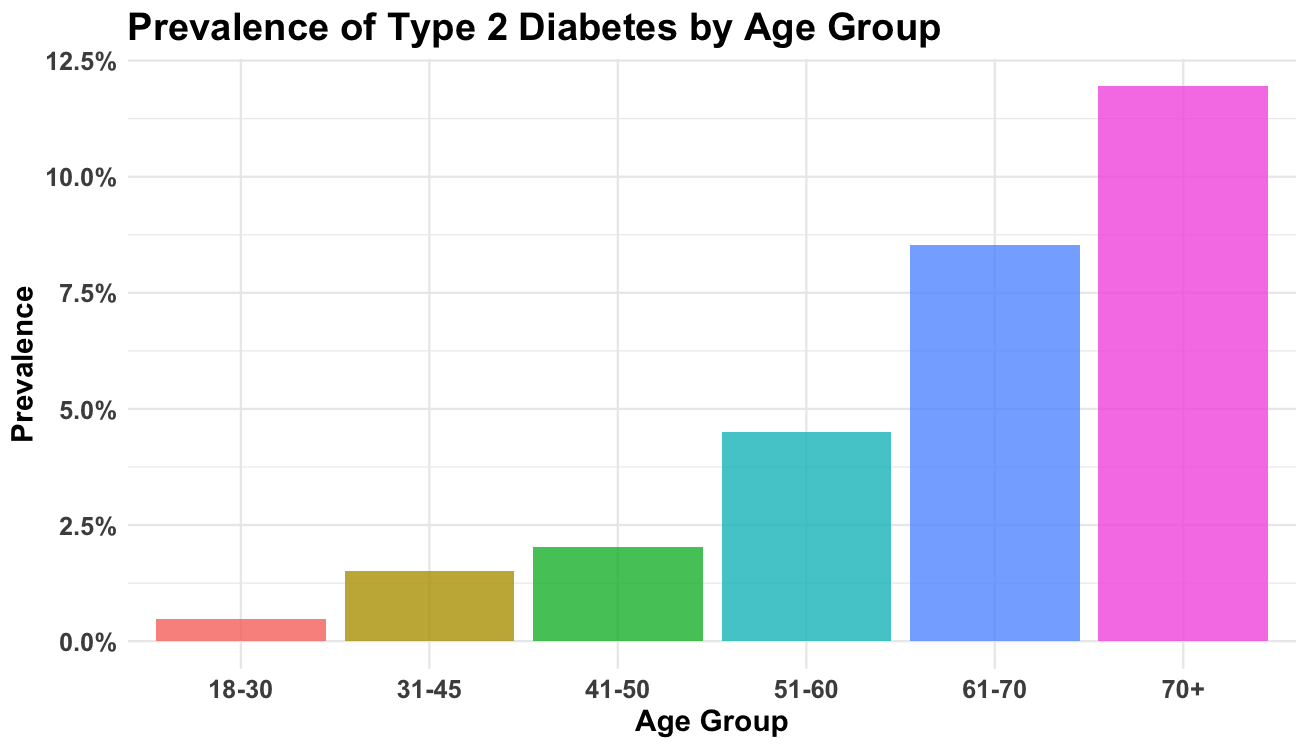 Prevalence of Type 2 Diabetes by Age Group
12.5%
10.0%
7.5%
5.0%
2.5%
0.0%
Prevalence
18-30 31-45 41-50 51-60 61-70 70+
Age Group